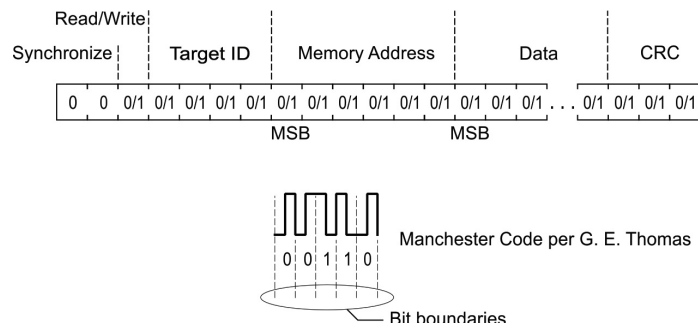 Read/Write
Synchronize Target ID Memory Address Data CRC
0 0 0/1 0/1 0/1 0/1 0/1 0/1 0/1 0/1 0/1 0/1 0/1 0/1 0/1 0/1 . . . 0/1 0/1 0/1 0/1
MSB MSB
Manchester Code per G. E. Thomas
0 0 1 1 0
Bit boundaries